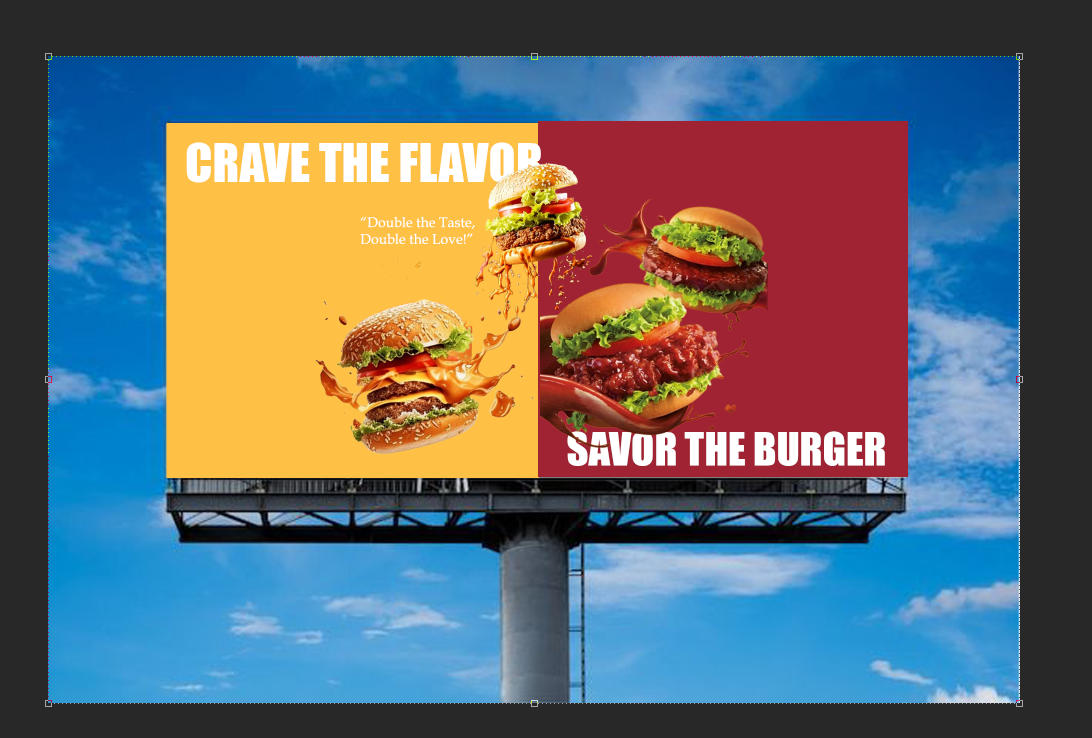 CRAVE THE FLAVOR
“Double the Taste,
Double the Love!”
SAVOR THE BURGER